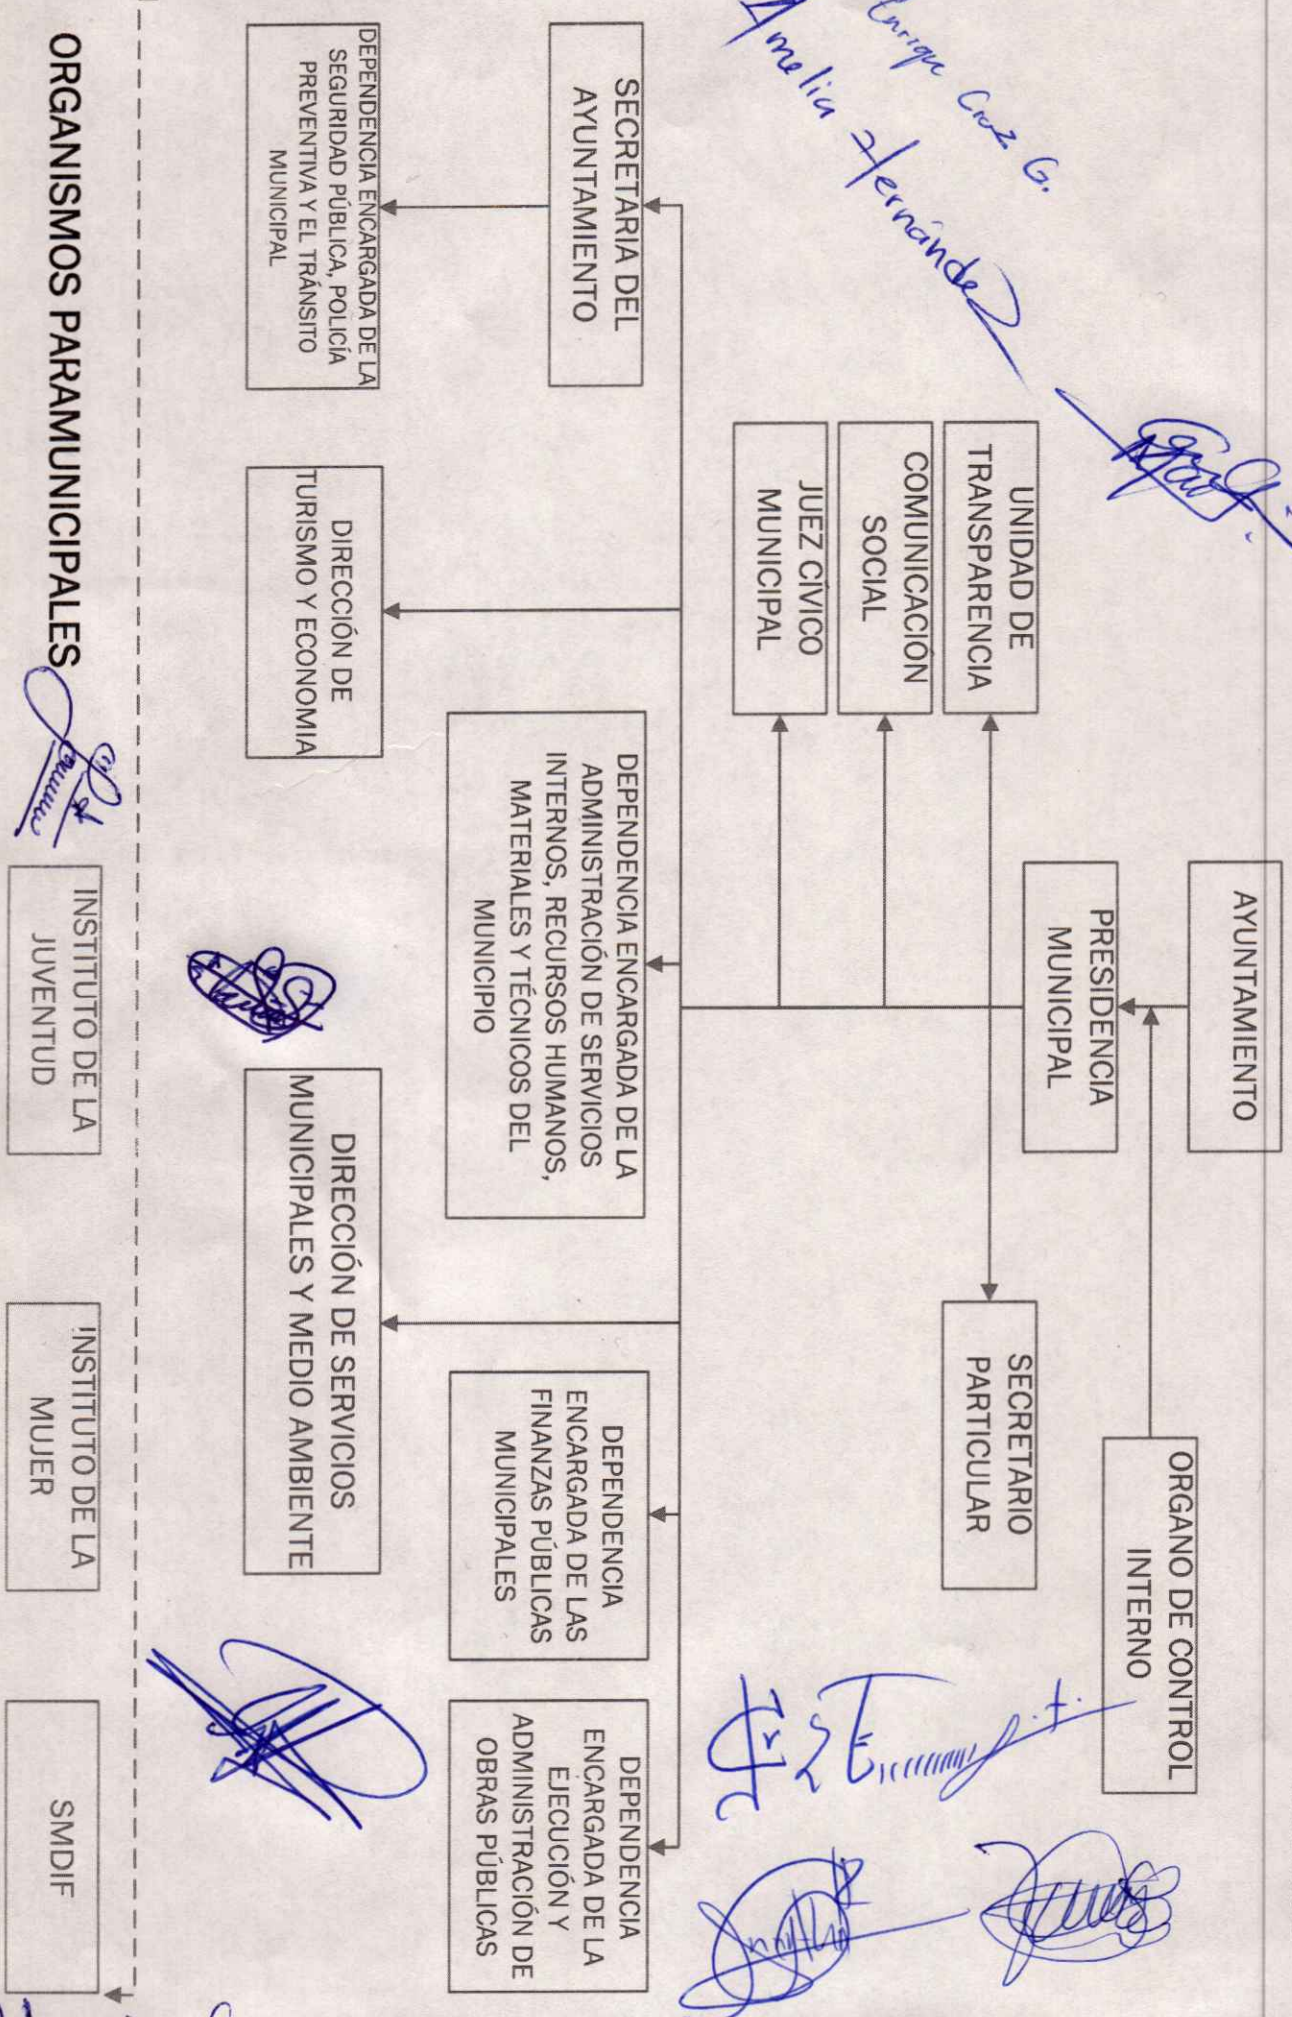 AYUNTAMIENTO
PRESIDENCIA
MUNICIPAL
ORGANO DE CONTROL
INTERNO
UNIDAD DE
TRANSPARENCIA
SECRETARIO
PARTICULAR
COMUNICACIÓN
SOCIAL
JUEZ CÍVICO
MUNICIPAL
Enrique Cruz G.
Amelia Hernández
SECRETARIA DEL
AYUNTAMIENTO
DEPENDENCIA ENCARGADA DE LA
ADMINISTRACIÓN DE SERVICIOS
INTERNOS, RECURSOS HUMANOS,
MATERIALES Y TÉCNICOS DEL
MUNICIPIO
DEPENDENCIA
ENCARGADA DE LAS
FINANZAS PÚBLICAS
MUNICIPALES
DEPENDENCIA
ENCARGADA DE LA
EJECUCIÓN Y
ADMINISTRACIÓN DE
OBRAS PÚBLICAS
DEPENDENCIA ENCARGADA DE LA
SEGURIDAD PÚBLICA, POLICÍA
PREVENTIVA Y EL TRÁNSITO
MUNICIPAL
DIRECCIÓN DE
TURISMO Y ECONOMIA
DIRECCIÓN DE SERVICIOS
MUNICIPALES Y MEDIO AMBIENTE
ORGANISMOS PARAMUNICIPALES
INSTITUTO DE LA
JUVENTUD
INSTITUTO DE LA
MUJER
SMDIF